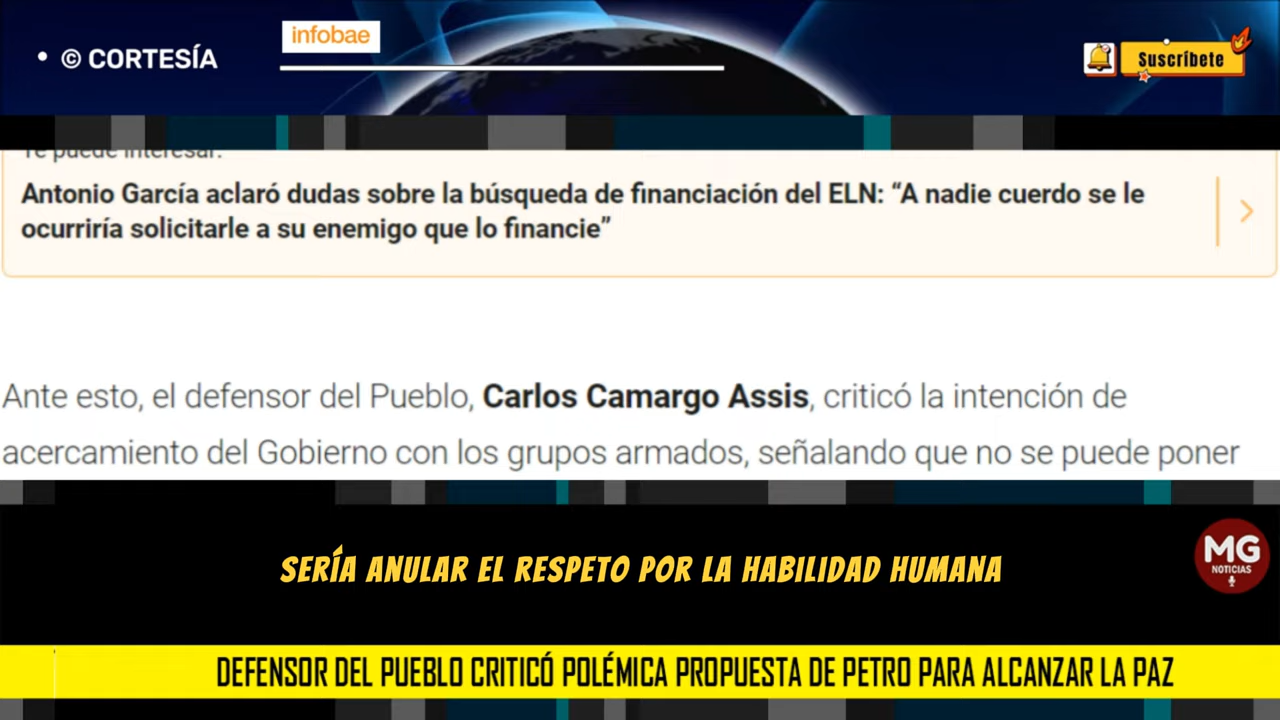 • © CORTESÍA
infobae
Suscríbete
Te puede interesar:
Antonio García aclaró dudas sobre la búsqueda de financiación del ELN: “A nadie cuerdo se le
ocurriría solicitarle a su enemigo que lo financie”
Ante esto, el defensor del Pueblo, Carlos Camargo Assis, criticó la intención de
acercamiento del Gobierno con los grupos armados, señalando que no se puede poner
SERÍA ANULAR EL RESPETO POR LA HABILIDAD HUMANA
MG
NOTICIAS
DEFENSOR DEL PUEBLO CRITICÓ POLÉMICA PROPUESTA DE PETRO PARA ALCANZAR LA PAZ